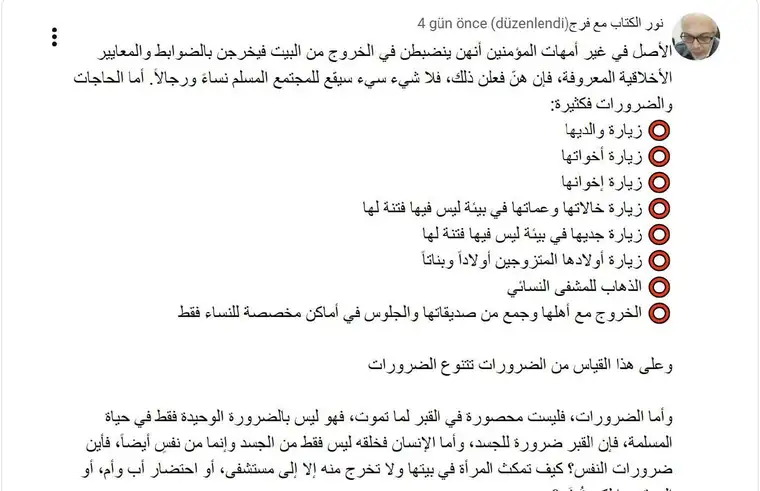 نور الكتاب مع فرج(düzenlendi) 4 gün önce
الأصل في غير أمهات المؤمنين أنهن ينضبطن في الخروج من البيت فيخرجن بالضوابط والمعايير
الأخلاقية المعروفة، فإن هنّ فعلن ذلك، فلا شيء سيء سيقع للمجتمع المسلم نساءً ورجالاً. أما الحاجات
والضرورات فكثيرة:
⭕ زيارة والديها
⭕ زيارة أخواتها
⭕ زيارة إخوانها
⭕ زيارة خالاتها وعماتها في بيئة ليس فيها فتنة لها
⭕ زيارة جديها في بيئة ليس فيها فتنة لها
⭕ زيارة أولادها المتزوجين أولاداً وبناتاً
⭕ الذهاب للمشفى النسائي
⭕ الخروج مع أهلها وجمع من صديقاتها والجلوس في أماكن مخصصة للنساء فقط
وعلى هذا القياس من الضرورات تتنوع الضرورات
وأما الضرورات، فليست محصورة في القبر لما تموت، فهو ليس بالضرورة الوحيدة فقط في حياة
المسلمة، فإن القبر ضرورة للجسد، وأما الإنسان فخلقه ليس فقط من الجسد وإنما من نفسٍ أيضاً، فأين
ضرورات النفس؟ كيف تمكث المرأة في بيتها ولا تخرج منه إلا إلى مستشفى، أو احتضار أب وأم، أو